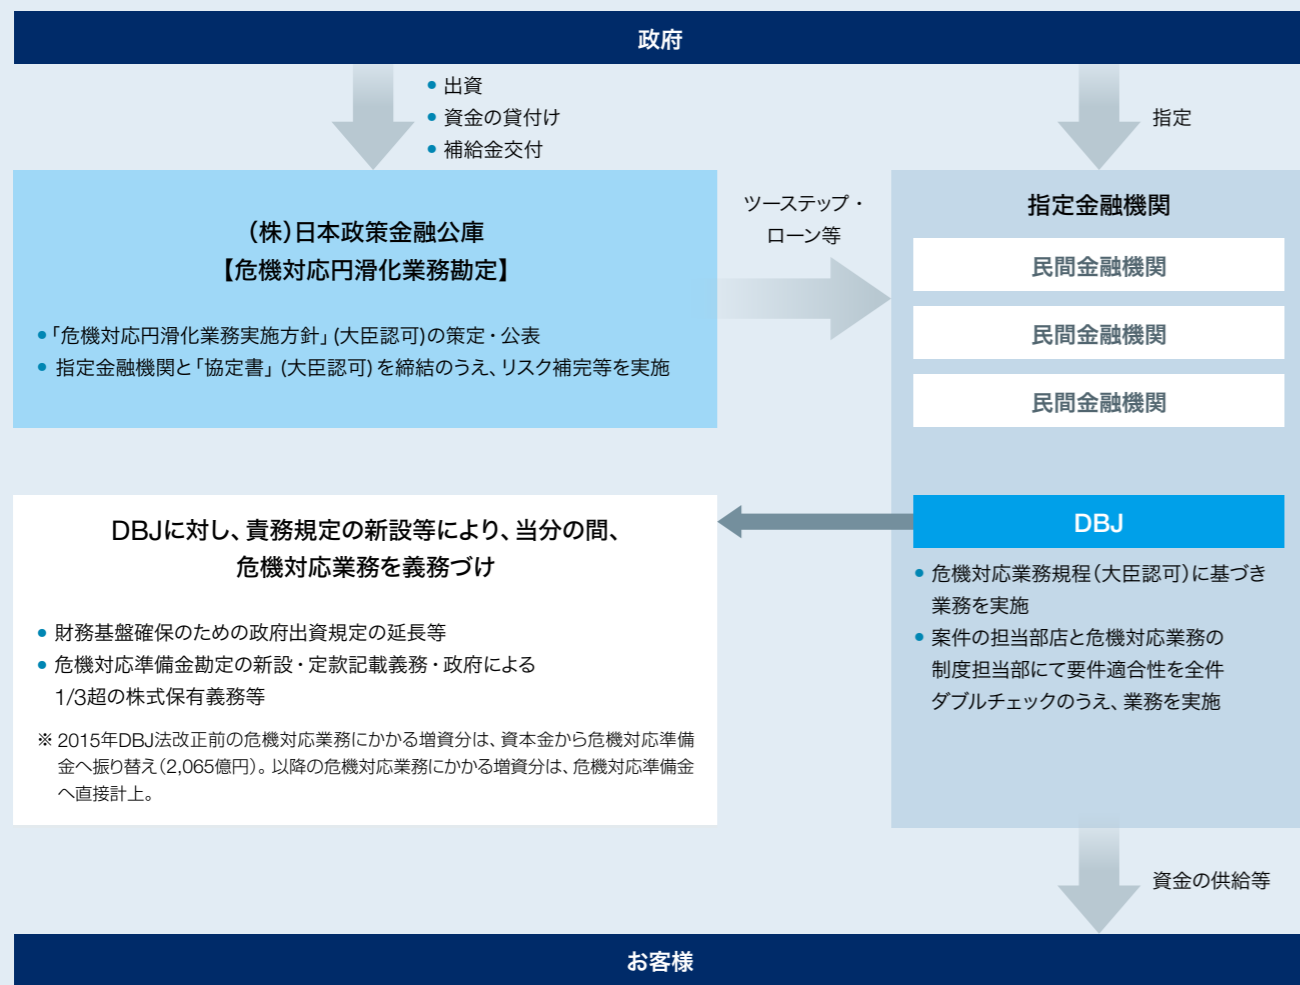 政府
● 出資
● 資金の貸付け
● 補給金交付
指定
(株)日本政策金融公庫
【危機対応円滑化業務勘定】
●「危機対応円滑化業務実施方針」(大臣認可)の策定・公表
● 指定金融機関と「協定書」(大臣認可)を締結のうえ、リスク補完等を実施
ツーステップ・
ローン等
指定金融機関
民間金融機関
民間金融機関
民間金融機関
DBJ
● 危機対応業務規程(大臣認可)に基づき
業務を実施
● 案件の担当部店と危機対応業務の
制度担当部にて要件適合性を全件
ダブルチェックのうえ、業務を実施
DBJに対し、責務規定の新設等により、当分の間、
危機対応業務を義務づけ
● 財務基盤確保のための政府出資規定の延長等
● 危機対応準備金勘定の新設・定款記載義務・政府による
1/3超の株式保有義務等
※ 2015年DBJ法改正前の危機対応業務にかかる増資分は、資本金から危機対応準備
金へ振り替え(2,065億円)。以降の危機対応業務にかかる増資分は、危機対応準備金
へ直接計上。
資金の供給等
お客様